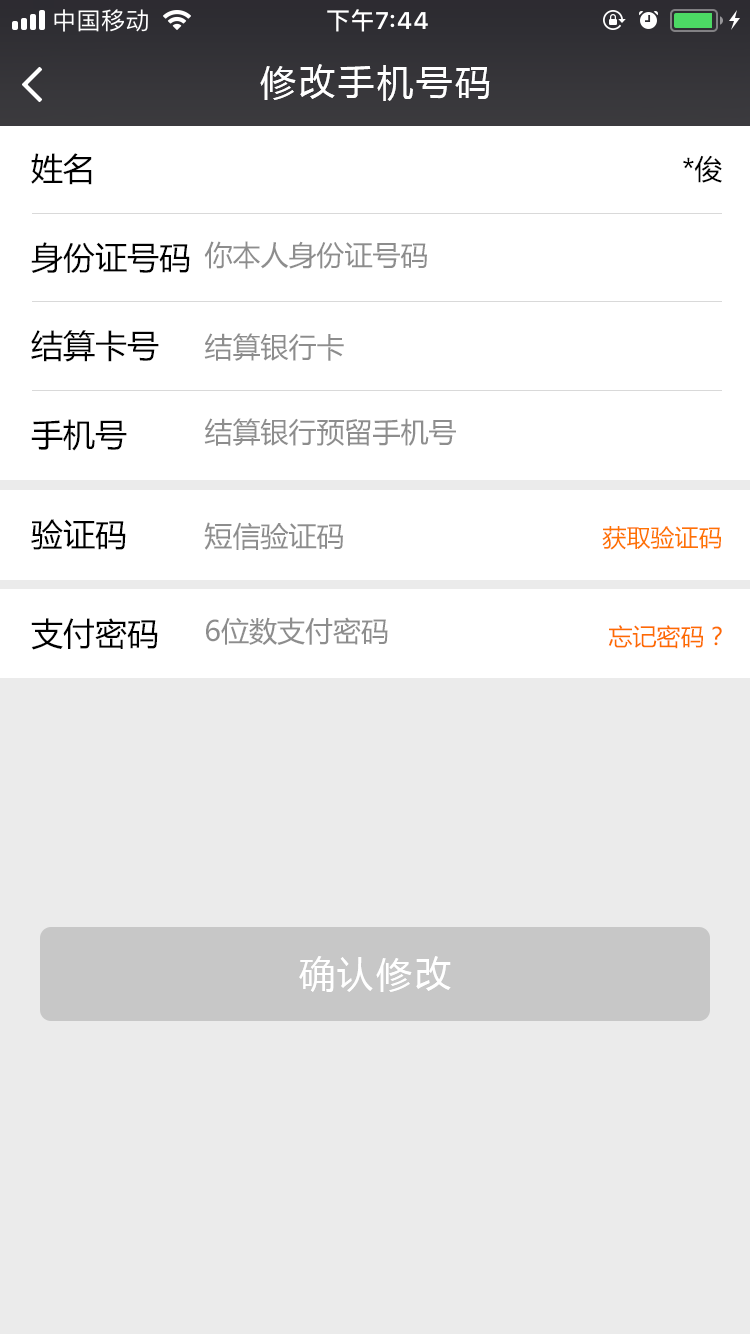 中国移动 下午7:44
修改手机号码
姓名 *俊
身份证号码 你本人身份证号码
结算卡号 结算银行卡
手机号 结算银行预留手机号
验证码 短信验证码 获取验证码
支付密码 6位数支付密码 忘记密码？
确认修改